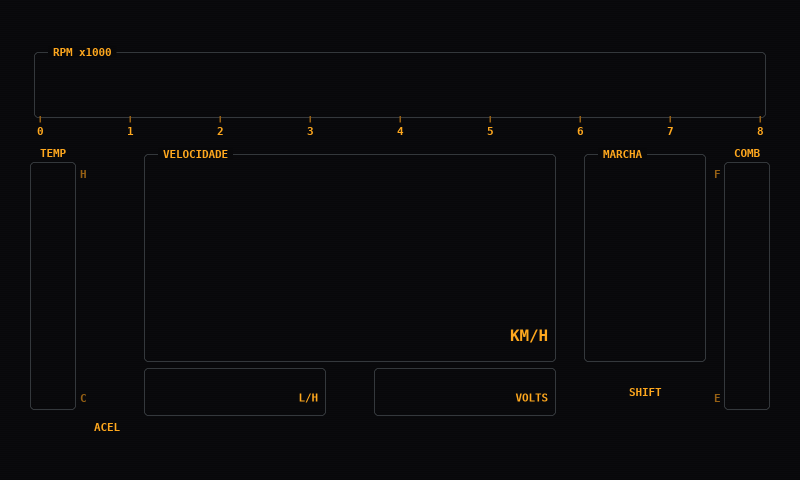 RPM x1000
0 1 2 3 4 5 6 7 8
TEMP VELOCIDADE MARCHA COMB
H F
KM/H
SHIFT
C L/H VOLTS E
ACEL